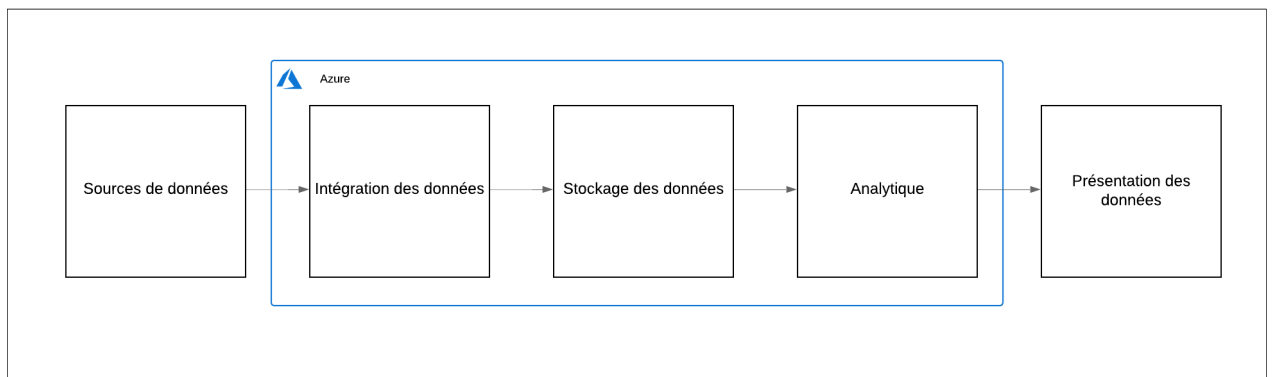 Azure
Sources de données
Intégration des données
Stockage des données
Analytique
Présentation des
données